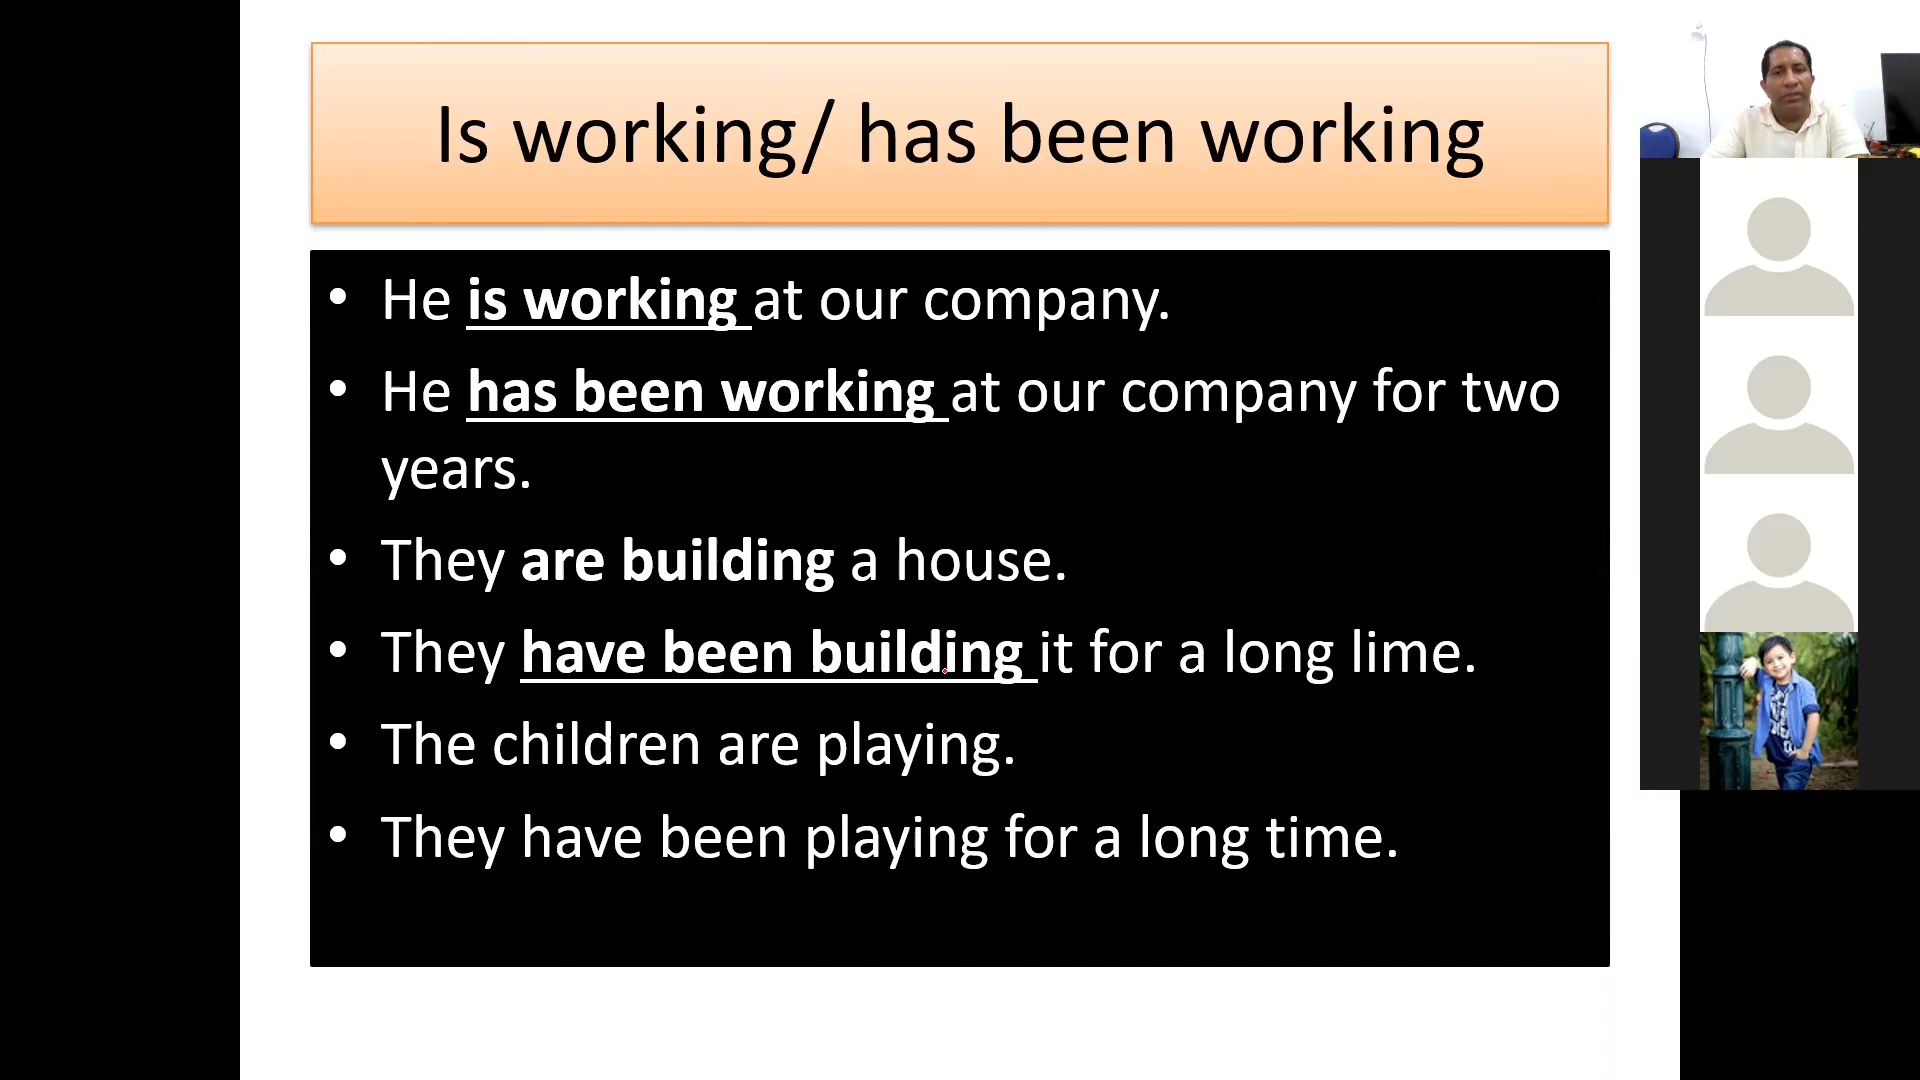 Is working/ has been working
• He is working at our company.
• He has been working at our company for two
years.
• They are building a house.
• They have been building it for a long lime.
• The children are playing.
• They have been playing for a long time.